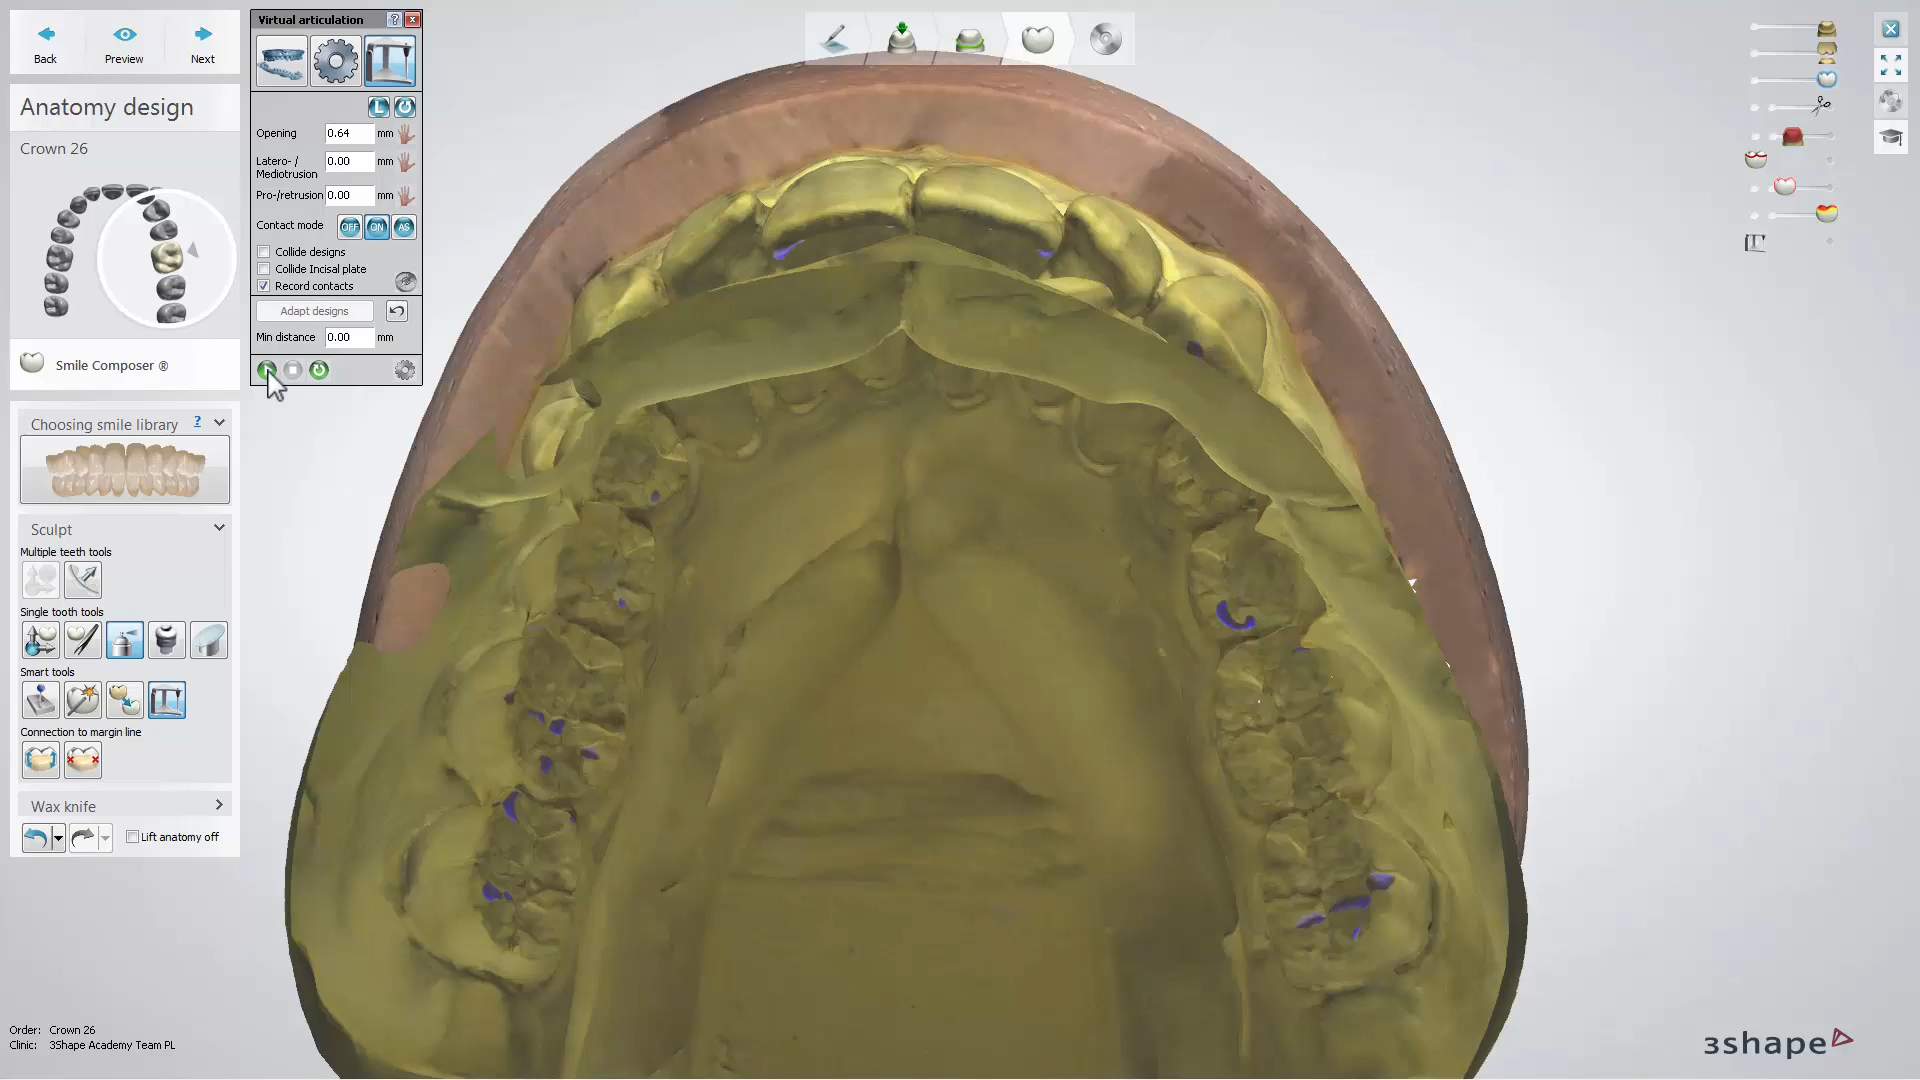 Back
Preview
Next
Anatomy design
Crown 26
Smile Composer ®
Choosing smile library ?
Sculpt
Multiple teeth tools
Single tooth tools
Smart tools
Connection to margin line
Wax knife
Lift anatomy off
Order: Crown 26
Clinic: 3Shape Academy Team PL
Virtual articulation ?
L
Opening 0.64 mm
Latero- / 0.00 mm
Mediotrusion
Pro-/retrusion 0.00 mm
Contact mode OFF ON AS
Collide designs
Collide Incisal plate
Record contacts
Adapt designs
Min distance 0.00 mm
3shape